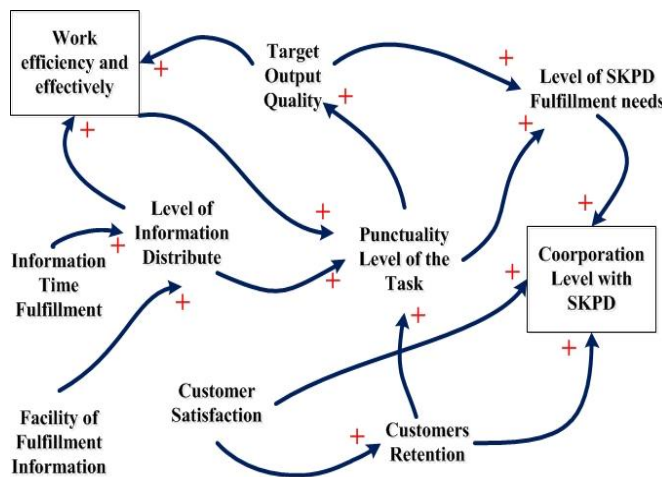 Work
efficiency and
effectively
+
Target
Output
Quality
+
+
Level of SKPD
Fulfillment needs
+
+
Level of
Information
Distribute
+
+
Information
Time
Fulfillment
+
+
Punctuality
Level of the
Task
+
+
+
Coorporation
Level with
SKPD
+
+
Customer
Satisfaction
+
Customers
Retention
Facility of
Fulfillment
Information